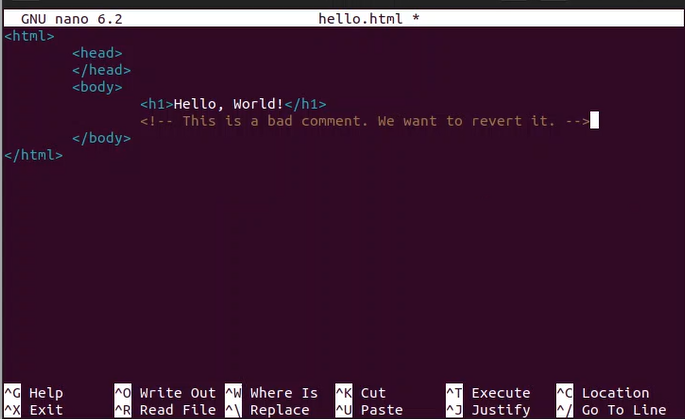 GNU nano 6.2 hello.html *
<html>
<head>
</head>
<body>
<h1>Hello, World!</h1>
<!-- This is a bad comment. We want to revert it. -->
</body>
</html>
^G Help ^O Write Out ^W Where Is ^K Cut ^T Execute ^C Location
^X Exit ^R Read File ^\ Replace ^U Paste ^J Justify ^/ Go To Line